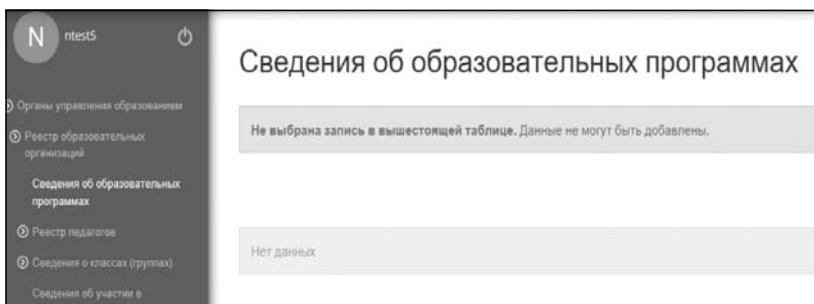 N
ntest5
Органы управления образованием
Реестр образовательных
организаций
Сведения об образовательных
программах
Реестр педагогов
Сведения о классах (группах)
Сведения об участии в
Сведения об образовательных программах
Не выбрана запись в вышестоящей таблице. Данные не могут быть добавлены.
Нет данных